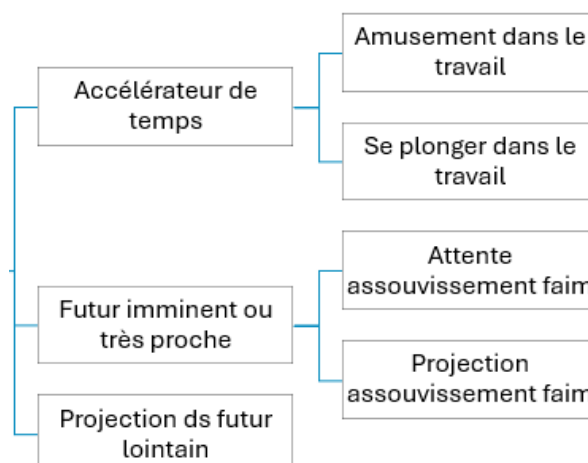 Amusement dans le
travail
Accélérateur de
temps
Se plonger dans le
travail
Attente
assouvissement faim
Futur imminent ou
très proche
Projection
assouvissement faim
Projection ds futur
lointain